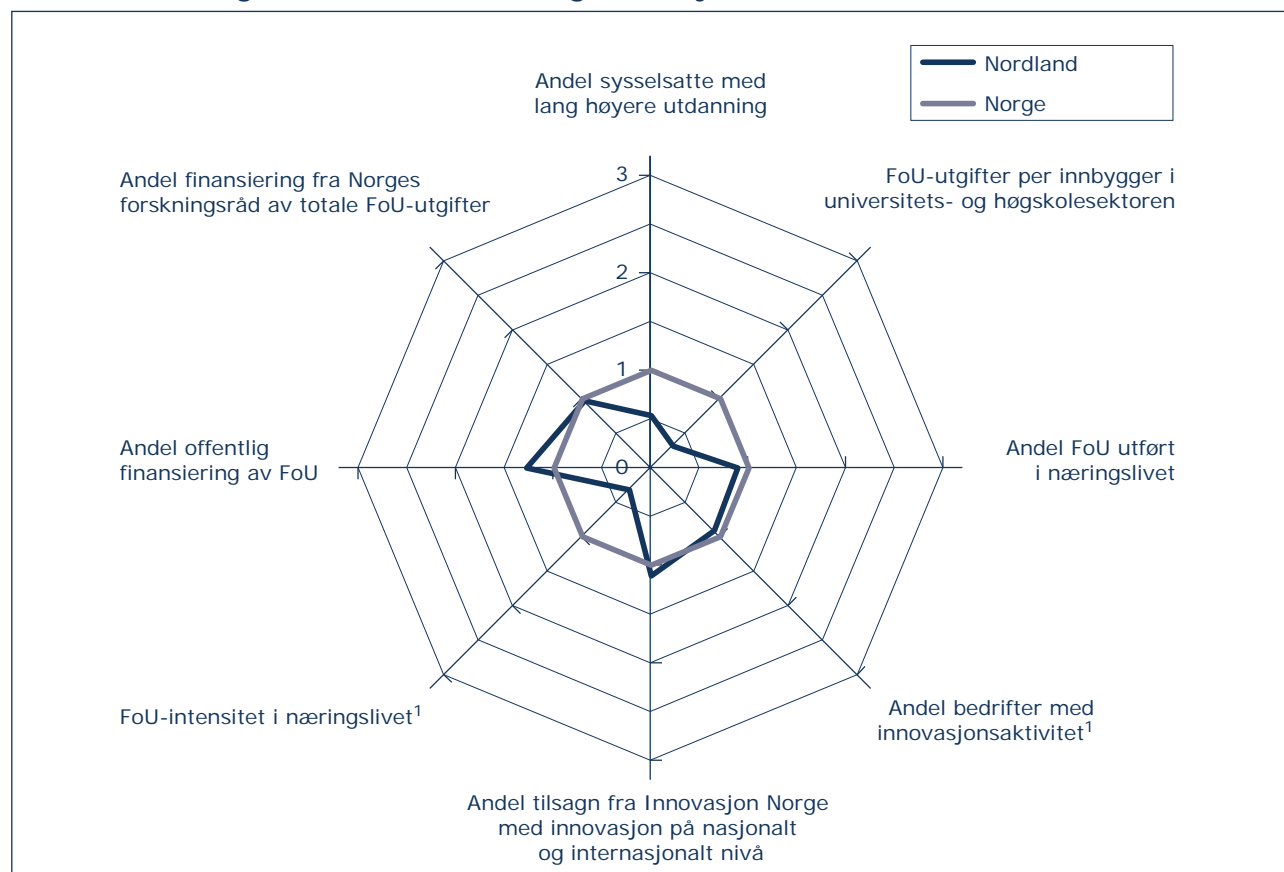 Nordland
Norge
Andel sysselsatte med
lang høyere utdanning
FoU-utgifter per innbygger i
universitets- og høgskolesektoren
Andel finansiering fra Norges
forskningsråd av totale FoU-utgifter
3
2
1
0
Andel offentlig
finansiering av FoU
Andel FoU utført
i næringslivet
FoU-intensitet i næringslivet¹
Andel bedrifter med
innovasjonsaktivitet¹
Andel tilsagn fra Innovasjon Norge
med innovasjon på nasjonalt
og internasjonalt nivå